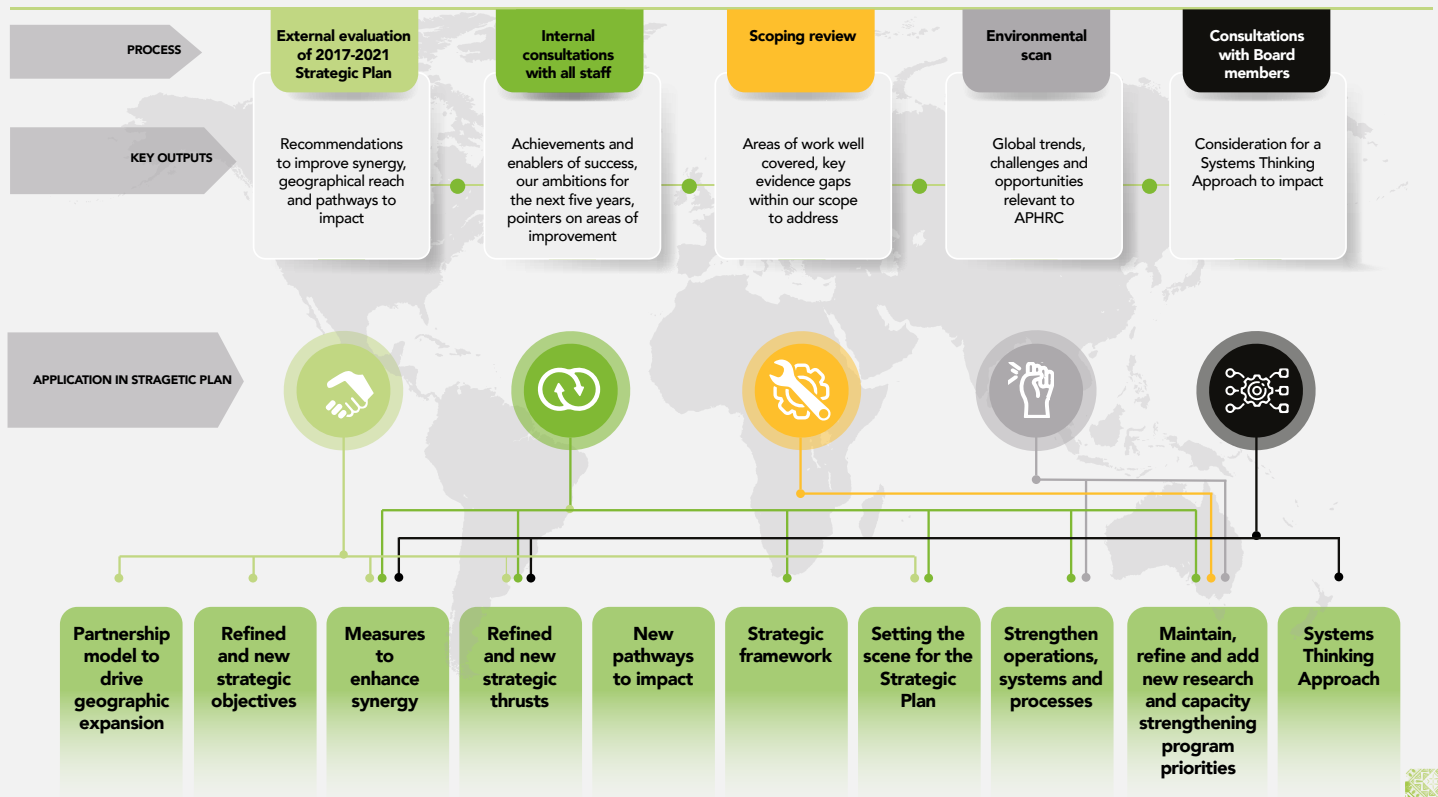 PROCESS
External evaluation
of 2017-2021
Strategic Plan
Internal
consultations
with all staff
Scoping review
Environmental
scan
Consultations
with Board
members
KEY OUTPUTS
Recommendations
to improve synergy,
geographical reach
and pathways to
impact
Achievements and
enablers of success,
our ambitions for
the next five years,
pointers on areas of
improvement
Areas of work well
covered, key
evidence gaps
within our scope
to address
Global trends,
challenges and
opportunities
relevant to
APHRC
Consideration for a
Systems Thinking
Approach to impact
APPLICATION IN STRAGETIC PLAN
Partnership
model to
drive
geographic
expansion
Refined
and new
strategic
objectives
Measures
to
enhance
synergy
Refined
and new
strategic
thrusts
New
pathways
to impact
Strategic
framework
Setting the
scene for the
Strategic
Plan
Strengthen
operations,
systems and
processes
Maintain,
refine and add
new research
and capacity
strengthening
program
priorities
Systems
Thinking
Approach